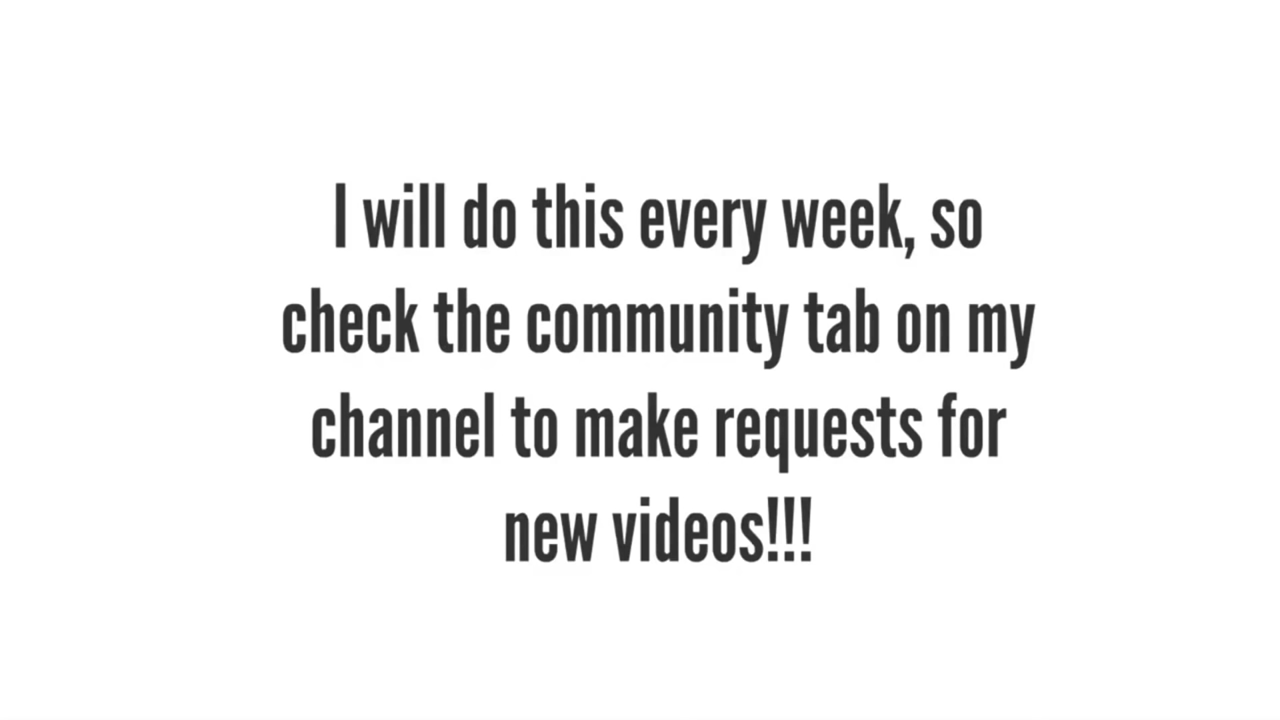 I will do this every week, so
check the community tab on my
channel to make requests for
new videos!!!